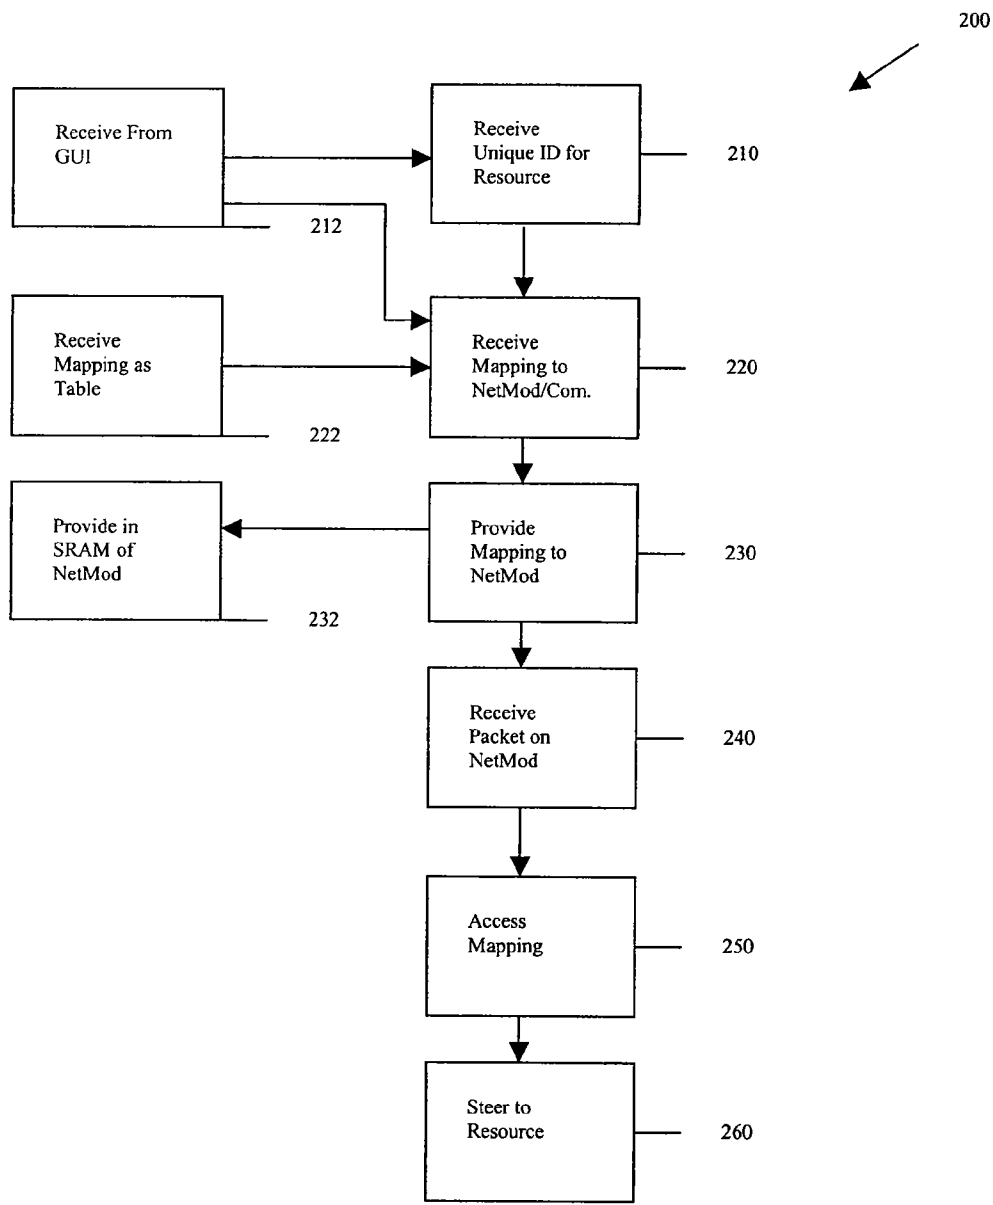 200
Receive From
GUI
212
Receive
Unique ID for
Resource
210
Receive
Mapping as
Table
222
Receive
Mapping to
NetMod/Com.
220
Provide in
SRAM of
NetMod
232
Provide
Mapping to
NetMod
230
Receive
Packet on
NetMod
240
Access
Mapping
250
Steer to
Resource
260